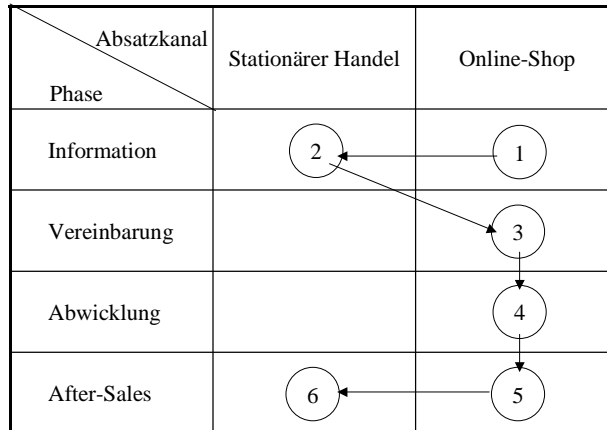 Absatzkanal
Phase
Stationärer Handel
Online-Shop
Information
2
1
Vereinbarung
3
Abwicklung
4
After-Sales
6
5